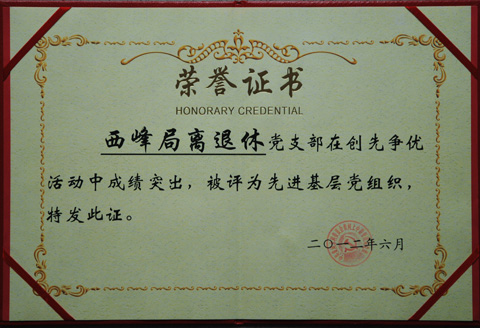 荣誉证书
HONORARY CREDENTIAL
西峰局离退休党支部在创先争优
活动中成绩突出，被评为先进基层党组织，
特发此证。
二〇一二年六月